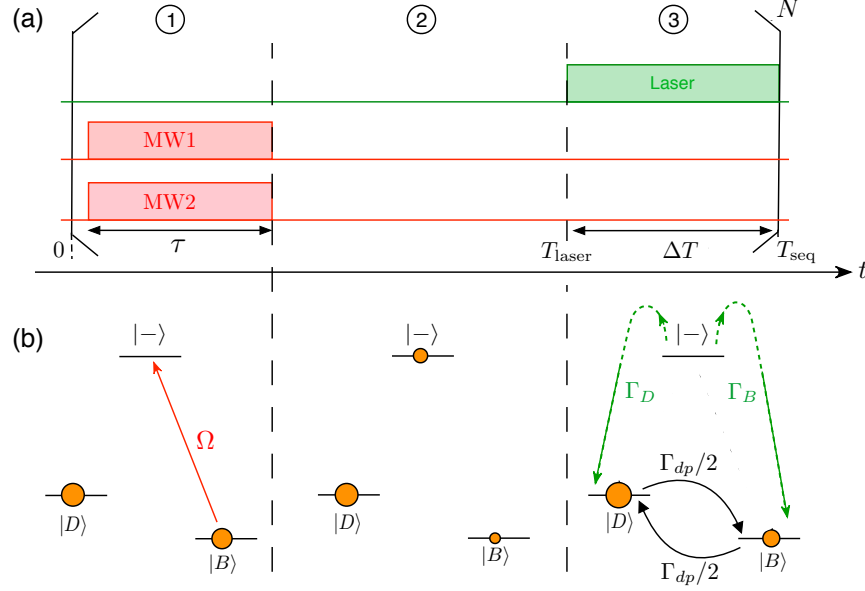 (a) ① ② ③ N
Laser
MW1
MW2
0 τ T_laser ΔT T_seq
t
(b) |−⟩ |−⟩ |−⟩
Γ_D Γ_B
Ω
Γ_dp/2
|D⟩ |D⟩ |D⟩
|B⟩ |B⟩ |B⟩
Γ_dp/2